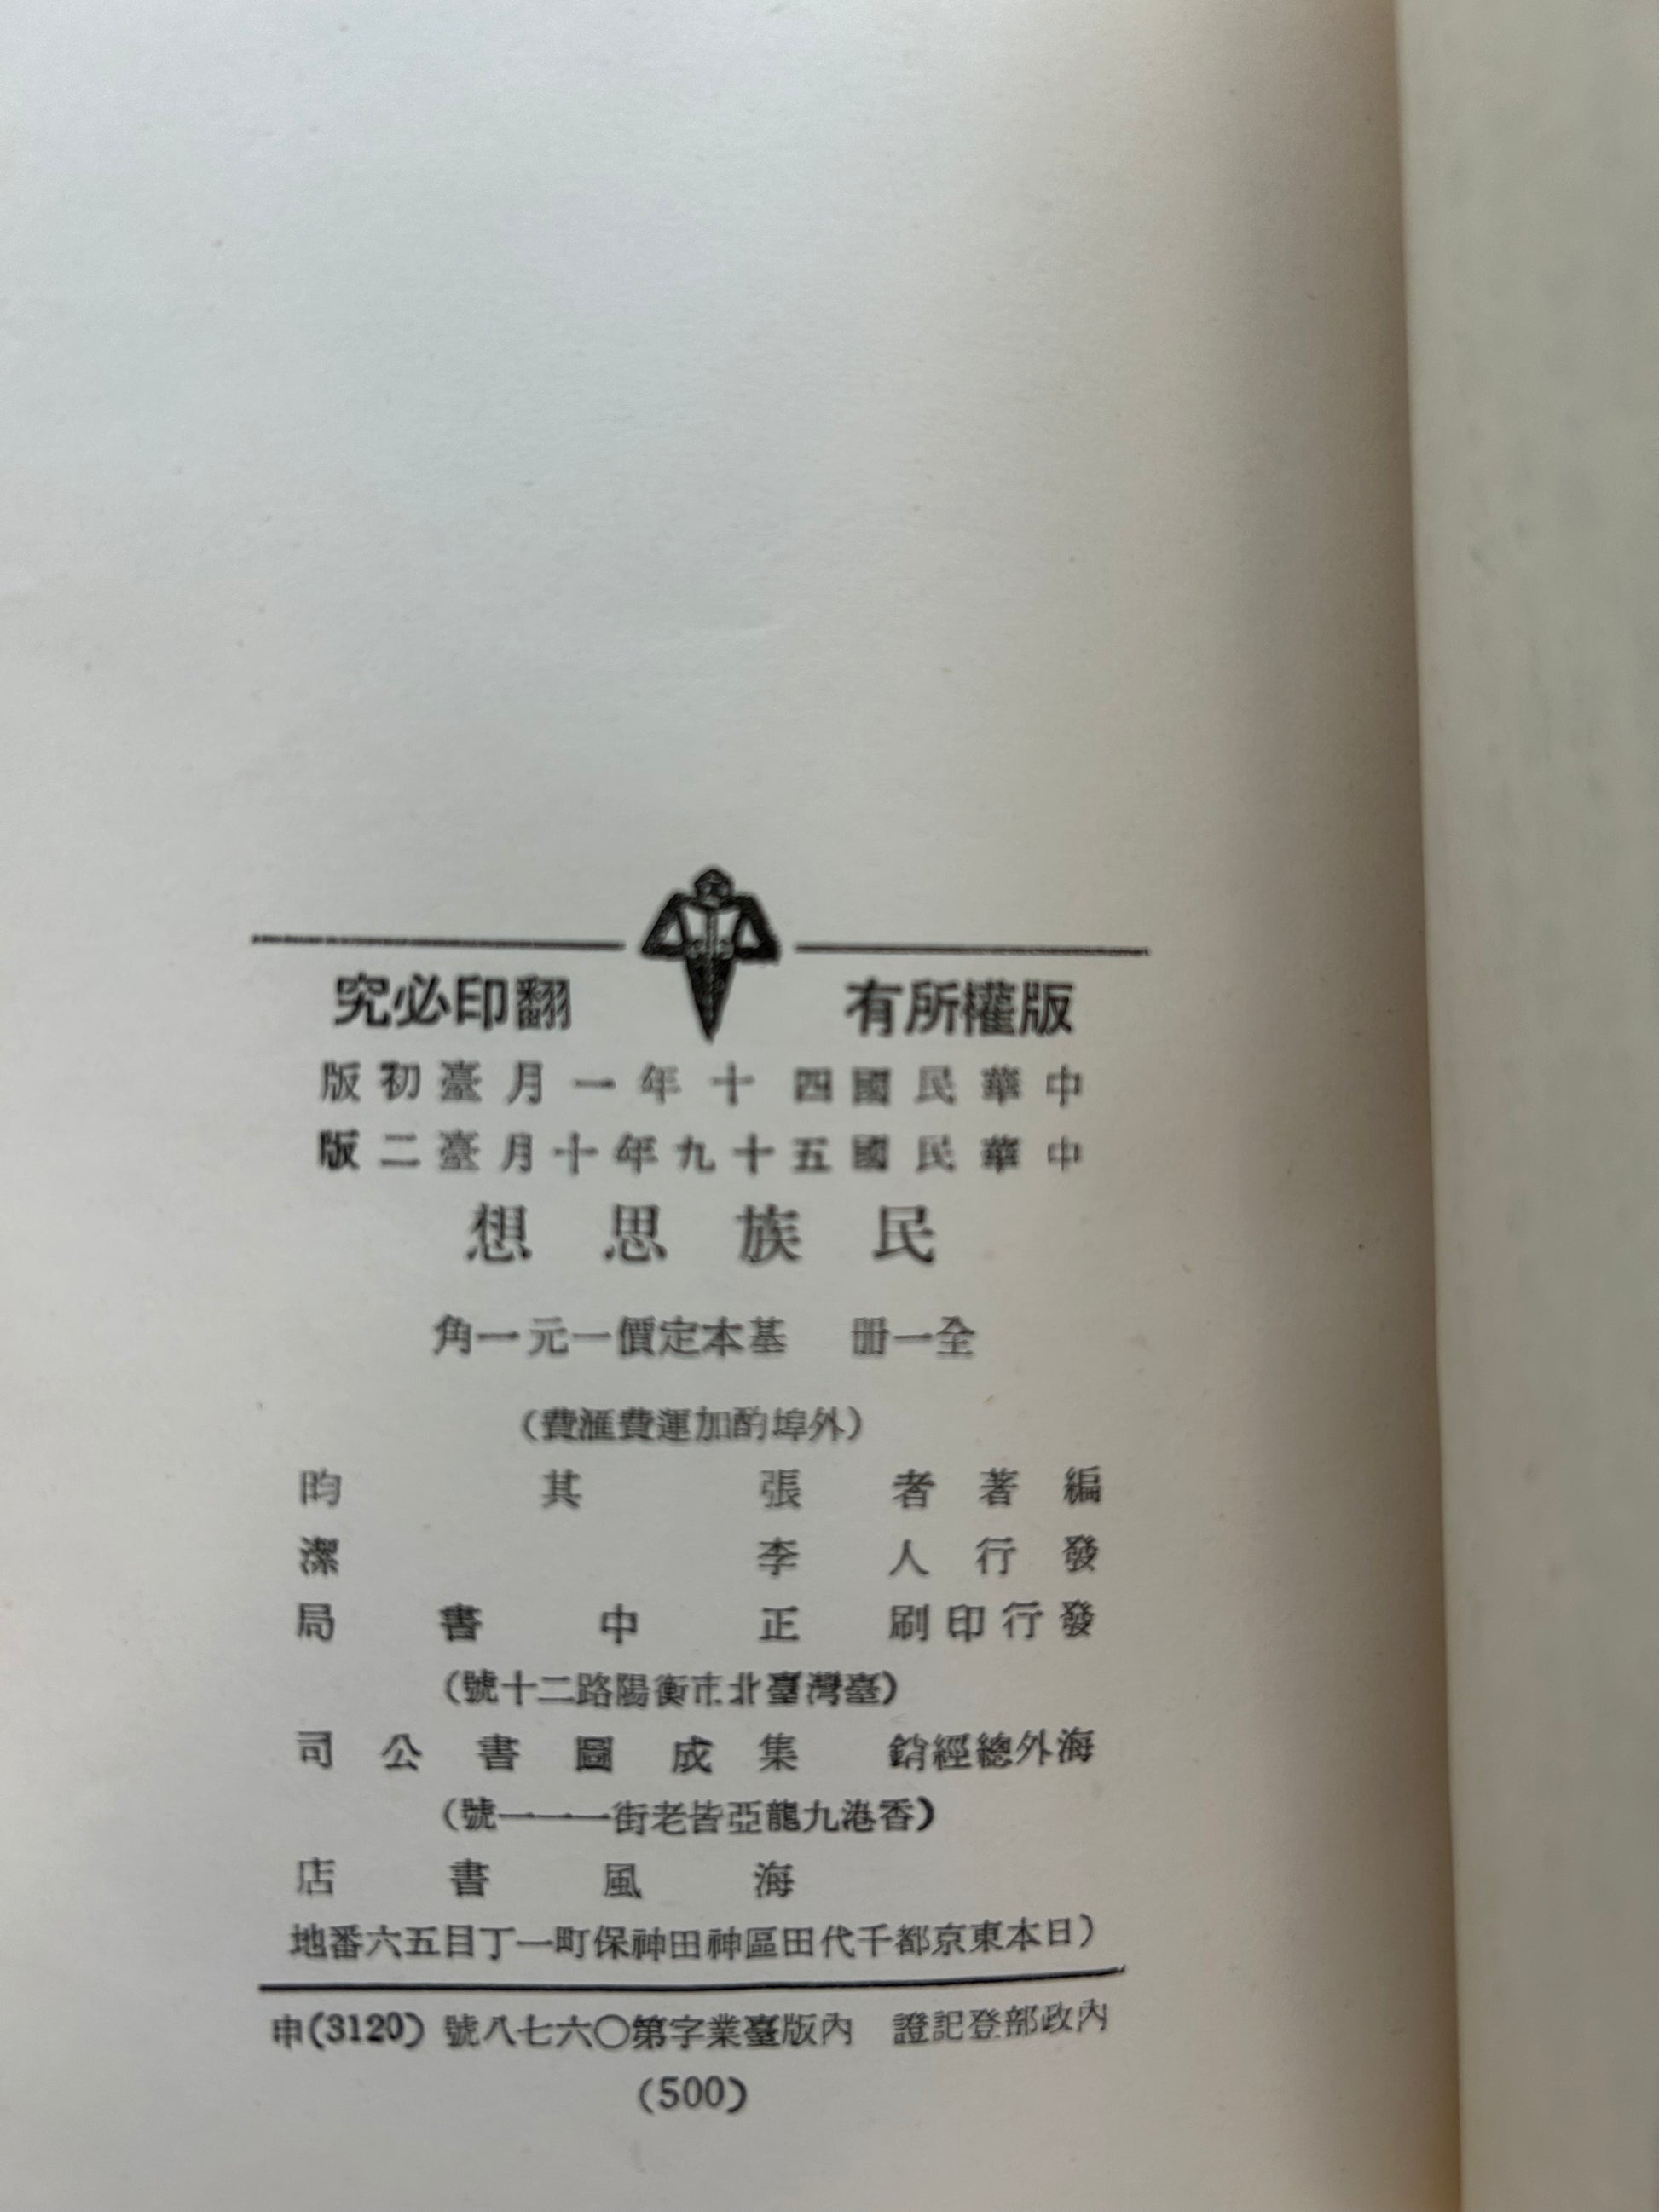 版權所有　翻印必究
中華民國四十年一月臺初版
中華民國五十九年十月臺二版
民族思想
全一册　基本定價一元一角
（外埠酌加運費滙費）
編著者　張其昀
發行人　李潔
發行印刷　正中書局
（臺灣臺北市衡陽路二十號）
海外總經銷　集成圖書公司
（香港九龍亞皆老街一一一號）
海風書店
（日本東京都千代田區神田神保町一丁目五六番地
內政部登記證　內版臺業字第〇六七八號（3120）申
（500）